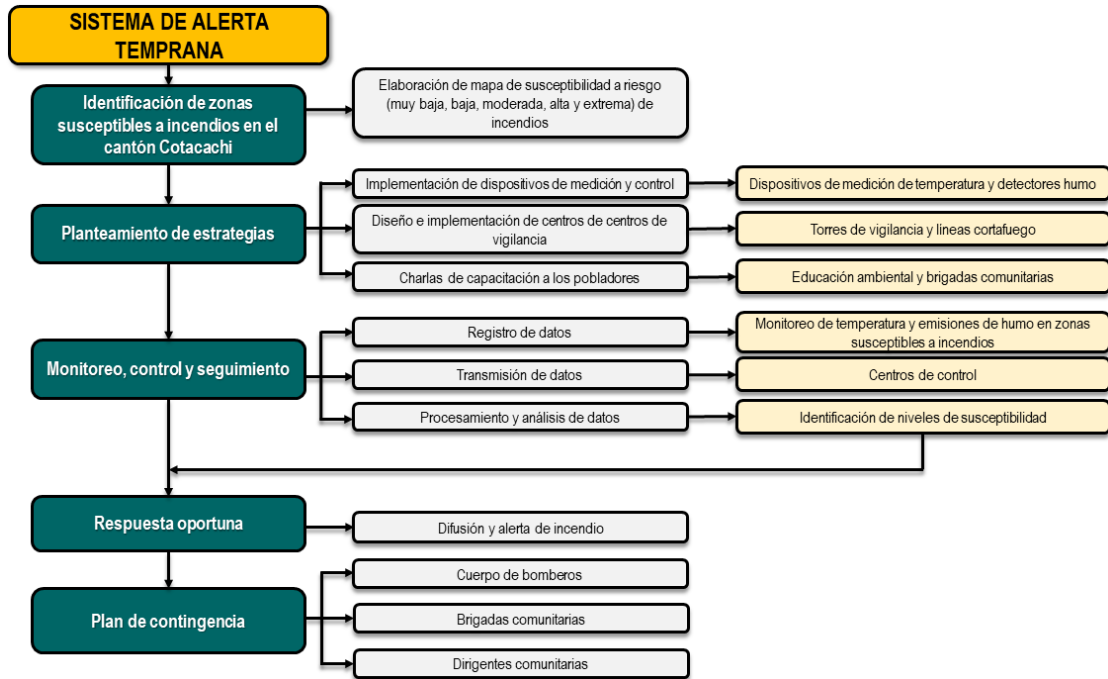 SISTEMA DE ALERTA
TEMPRANA
Identificación de zonas
susceptibles a incendios en el
cantón Cotacachi
Elaboración de mapa de susceptibilidad a riesgo
(muy baja, baja, moderada, alta y extrema) de
incendios
Planteamiento de estrategias
Implementación de dispositivos de medición y control
Dispositivos de medición de temperatura y detectores humo
Diseño e implementación de centros de centros de
vigilancia
Torres de vigilancia y líneas cortafuego
Charlas de capacitación a los pobladores
Educación ambiental y brigadas comunitarias
Monitoreo, control y seguimiento
Registro de datos
Monitoreo de temperatura y emisiones de humo en zonas
susceptibles a incendios
Transmisión de datos
Centros de control
Procesamiento y análisis de datos
Identificación de niveles de susceptibilidad
Respuesta oportuna
Difusión y alerta de incendio
Plan de contingencia
Cuerpo de bomberos
Brigadas comunitarias
Dirigentes comunitarias